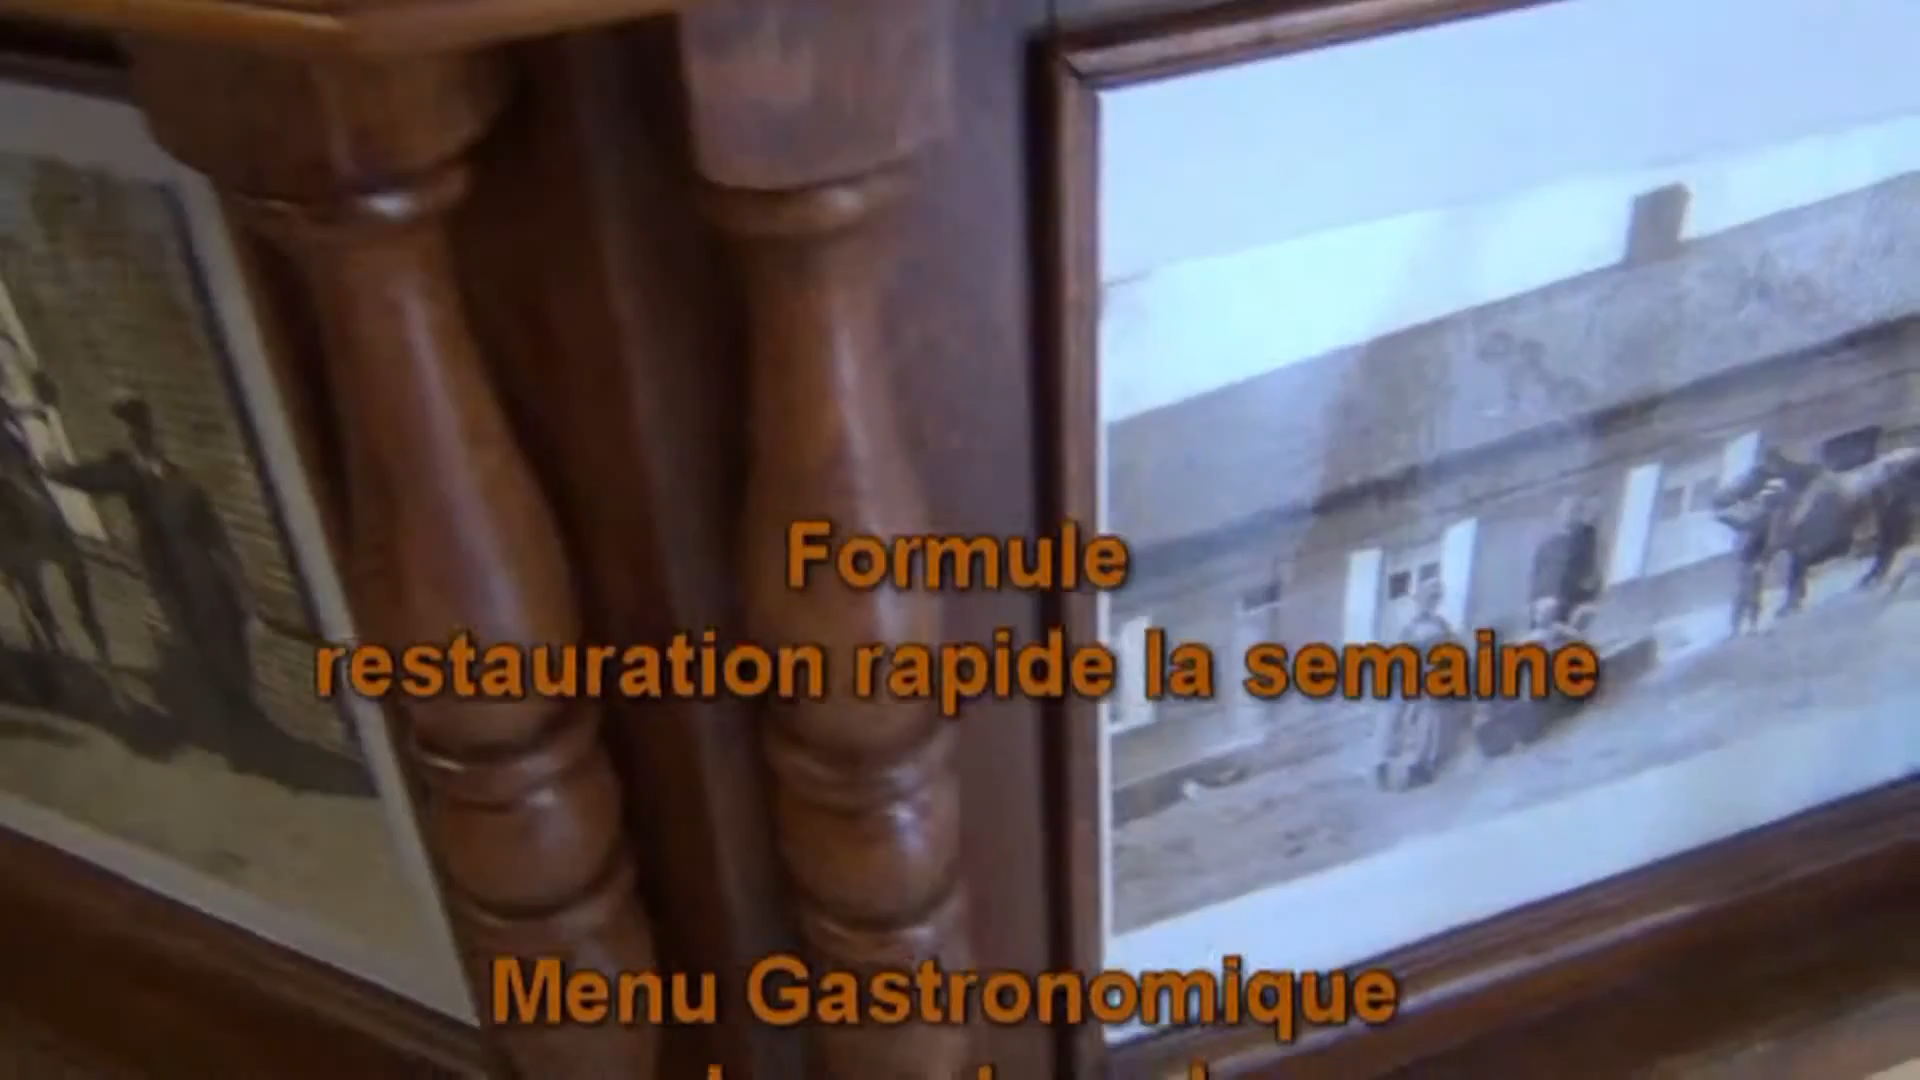 Formule
restauration rapide la semaine
Menu Gastronomique